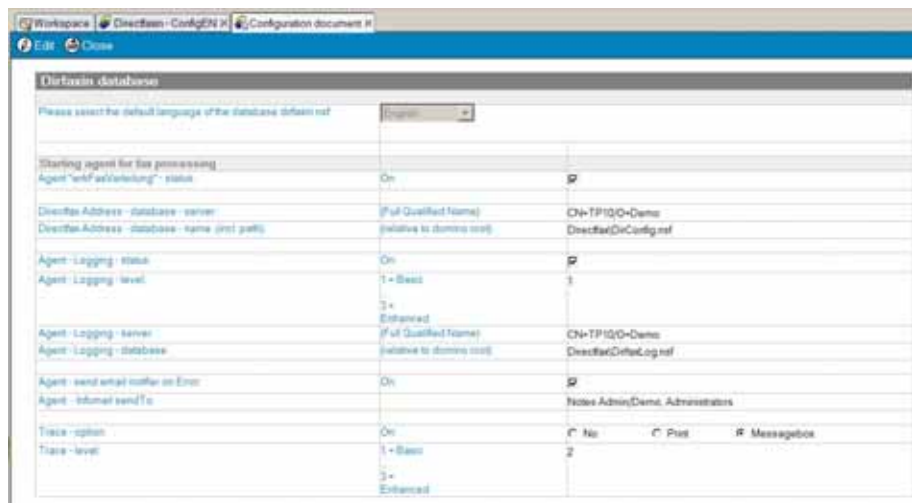 Workspace Directfaxin - ConfigEN Configuration document
Edit Close
Dirfaxin database
Please select the default language of the database dirfaxin nsf English
Starting agent for fax processing
Agent "wrkFaxVerteilung" - status On
Directfax Address - database - server (Full Qualified Name) CN=TP10/O=Demo
Directfax Address - database - name (incl. path) (relative to domino root) Directfax\DirConfig.nsf
Agent - Logging - status On
Agent - Logging - level 1 = Basic
3 =
Enhanced
Agent - Logging - server (Full Qualified Name) CN=TP10/O=Demo
Agent - Logging - database (relative to domino root) Directfax\DirfaxLog.nsf
Agent - send email notifier on Error On
Agent - Infomail sendTo Notes Admin/Demo, Administrators
Trace - option On No Print Messagebox
Trace - level 1 = Basic 2
3 =
Enhanced